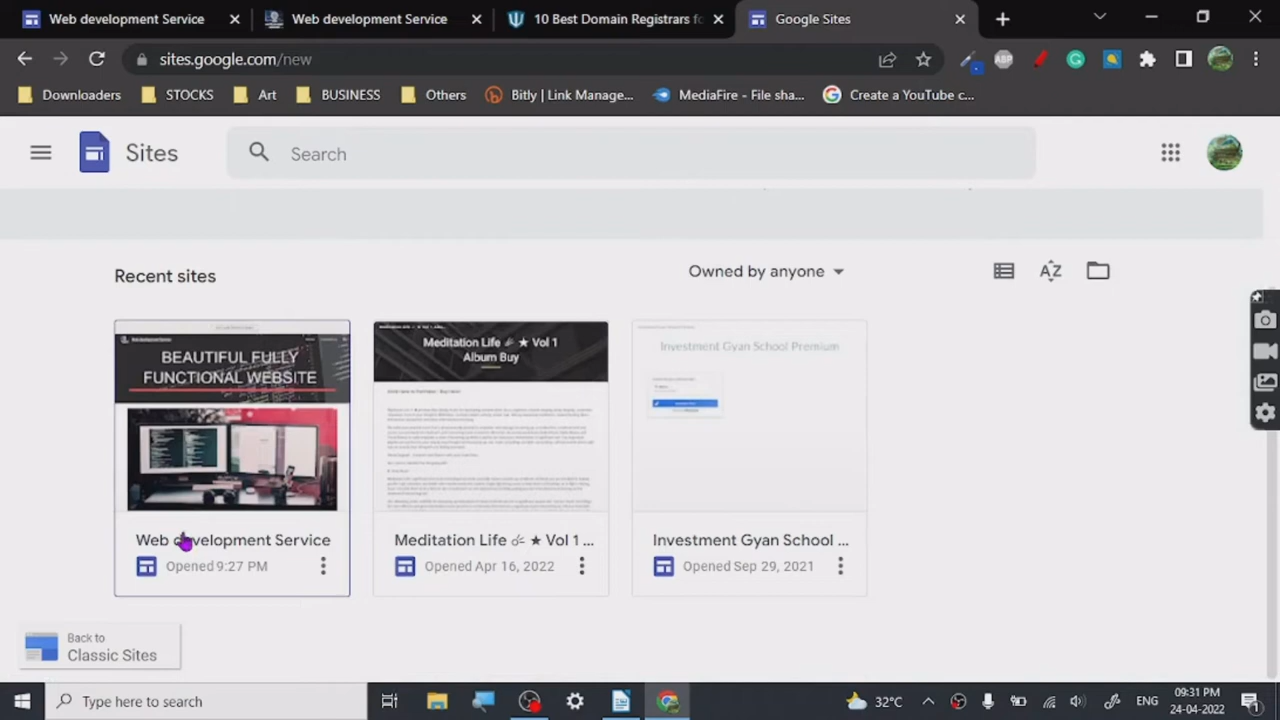 Web development Service
Web development Service
10 Best Domain Registrars fo
Google Sites
sites.google.com/new
ABP
Downloaders
STOCKS
Art
BUSINESS
Others
Bitly | Link Manage...
MediaFire - File sha...
Create a YouTube c...
Sites
Search
Recent sites
Owned by anyone
AZ
BEAUTIFUL FULLY
FUNCTIONAL WEBSITE
Meditation Life ☄ ★ Vol 1
Album Buy
Investment Gyan School Premium
Web development Service
Opened 9:27 PM
Meditation Life ☄ ★ Vol 1 ...
Opened Apr 16, 2022
Investment Gyan School ...
Opened Sep 29, 2021
Back to
Classic Sites
Type here to search
32°C
ENG
09:31 PM
24-04-2022
1